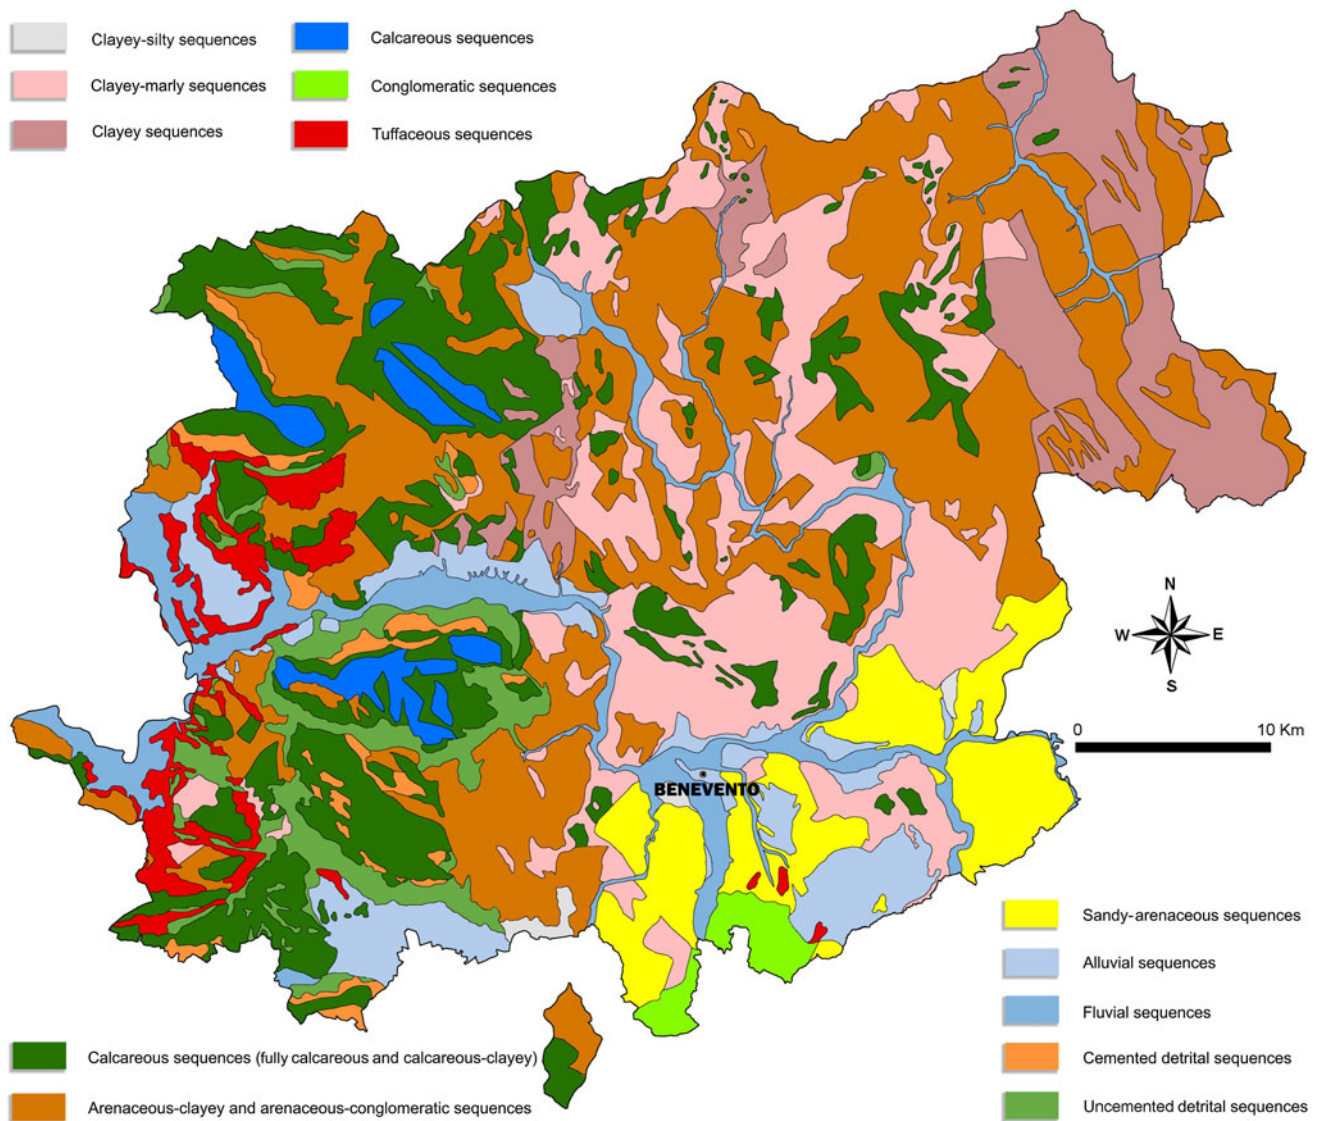 Clayey-silty sequences
Calcareous sequences
Clayey-marly sequences
Conglomeratic sequences
Clayey sequences
Tuffaceous sequences
N
W
E
S
0
10 Km
BENEVENTO
Sandy-arenaceous sequences
Alluvial sequences
Fluvial sequences
Calcareous sequences (fully calcareous and calcareous-clayey)
Cemented detrital sequences
Arenaceous-clayey and arenaceous-conglomeratic sequences
Uncemented detrital sequences